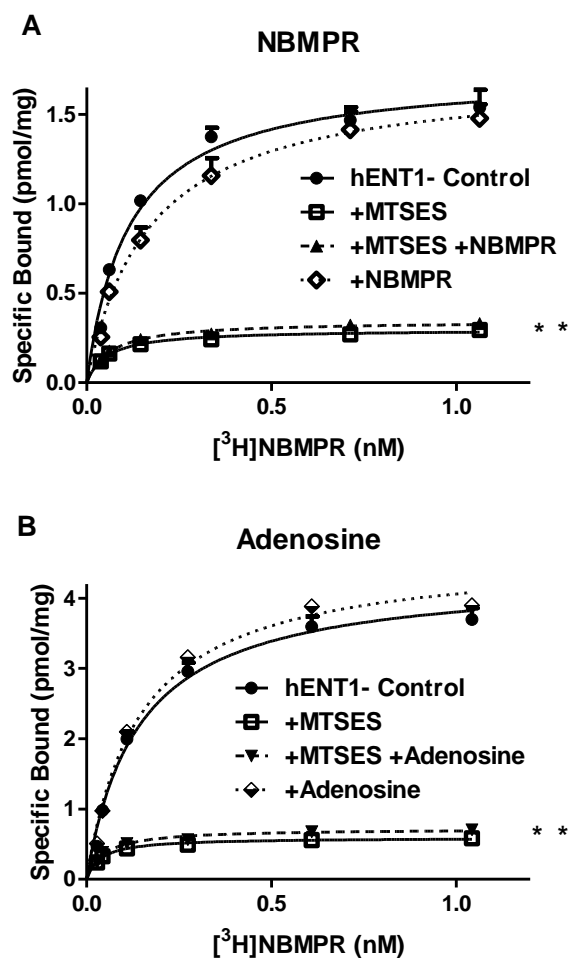 A
NBMPR
Specific Bound (pmol/mg)
1.5
1.0
0.5
0.0
hENT1- Control
+MTSES
+MTSES +NBMPR
+NBMPR
* *
0.0 0.5 1.0
[³H]NBMPR (nM)
B
Adenosine
Specific Bound (pmol/mg)
4
3
2
1
0
hENT1- Control
+MTSES
+MTSES +Adenosine
+Adenosine
* *
0.0 0.5 1.0
[³H]NBMPR (nM)